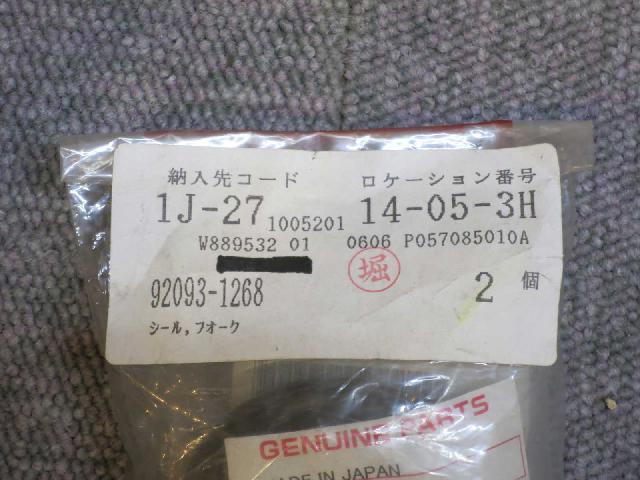 納入先コード ロケーション番号
1J-27 1005201 14-05-3H
W889532 01 0606 P057085010A
堀
92093-1268 2 個
シール,フオーク
GENUINE PARTS
MADE IN JAPAN